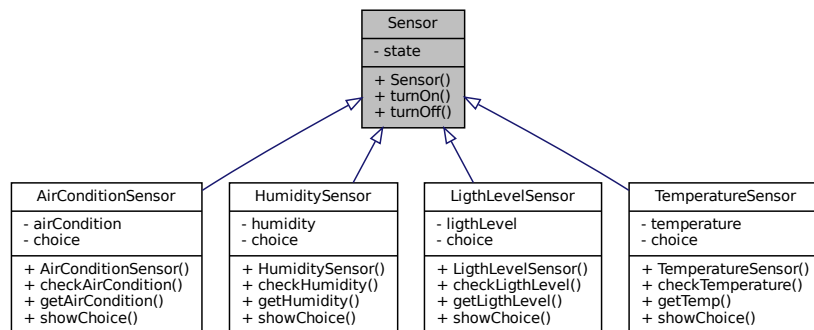 Sensor
- state
+ Sensor()
+ turnOn()
+ turnOff()
AirConditionSensor
- airCondition
- choice
+ AirConditionSensor()
+ checkAirCondition()
+ getAirCondition()
+ showChoice()
HumiditySensor
- humidity
- choice
+ HumiditySensor()
+ checkHumidity()
+ getHumidity()
+ showChoice()
LigthLevelSensor
- ligthLevel
- choice
+ LigthLevelSensor()
+ checkLigthLevel()
+ getLigthLevel()
+ showChoice()
TemperatureSensor
- temperature
- choice
+ TemperatureSensor()
+ checkTemperature()
+ getTemp()
+ showChoice()